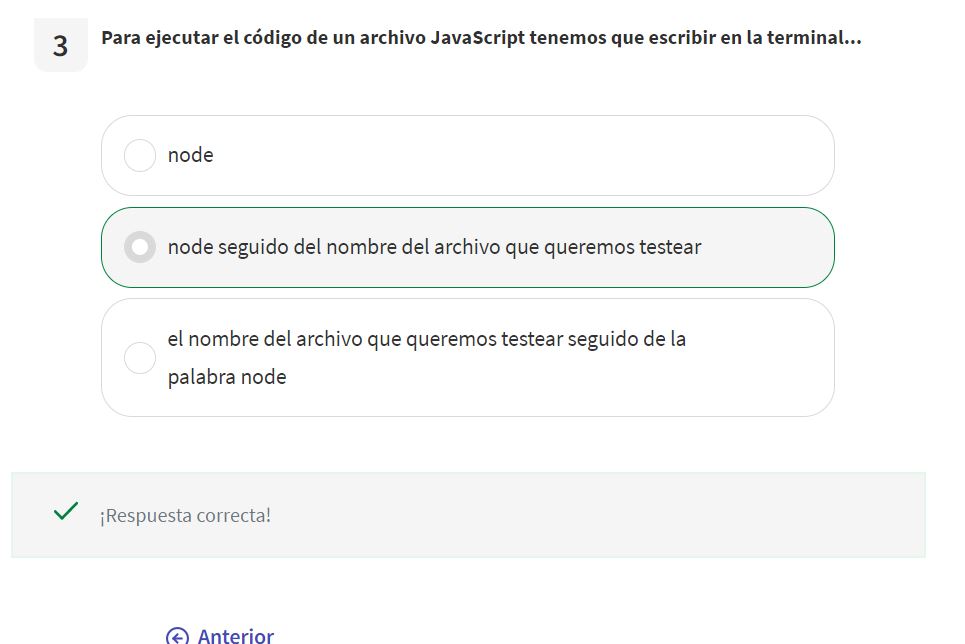 3
Para ejecutar el código de un archivo JavaScript tenemos que escribir en la terminal...
node
node seguido del nombre del archivo que queremos testear
el nombre del archivo que queremos testear seguido de la
palabra node
¡Respuesta correcta!
Anterior